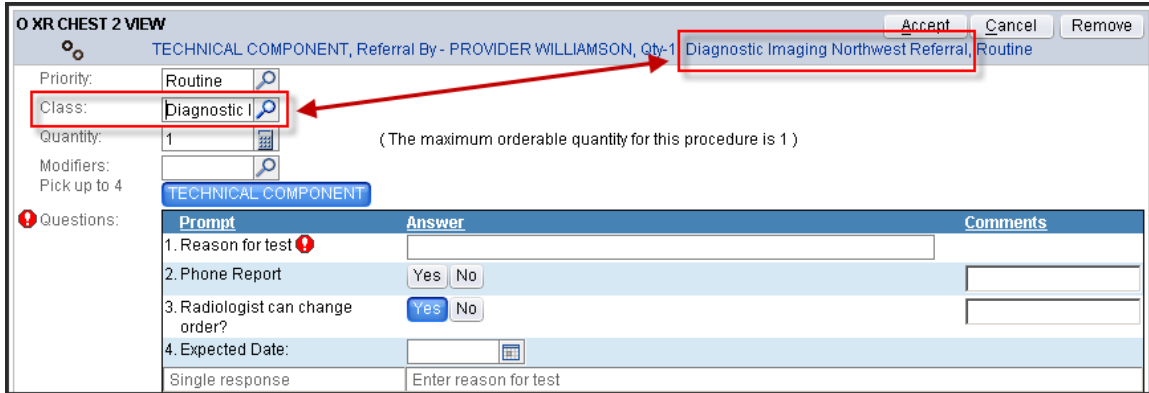 O XR CHEST 2 VIEW Accept Cancel Remove
TECHNICAL COMPONENT, Referral By - PROVIDER WILLIAMSON, Qty-1, Diagnostic Imaging Northwest Referral, Routine
Priority: Routine
Class: Diagnostic I
Quantity: 1 ( The maximum orderable quantity for this procedure is 1 )
Modifiers:
Pick up to 4 TECHNICAL COMPONENT
Questions: Prompt Answer Comments
1. Reason for test
2. Phone Report Yes No
3. Radiologist can change Yes No
order?
4. Expected Date:
Single response Enter reason for test